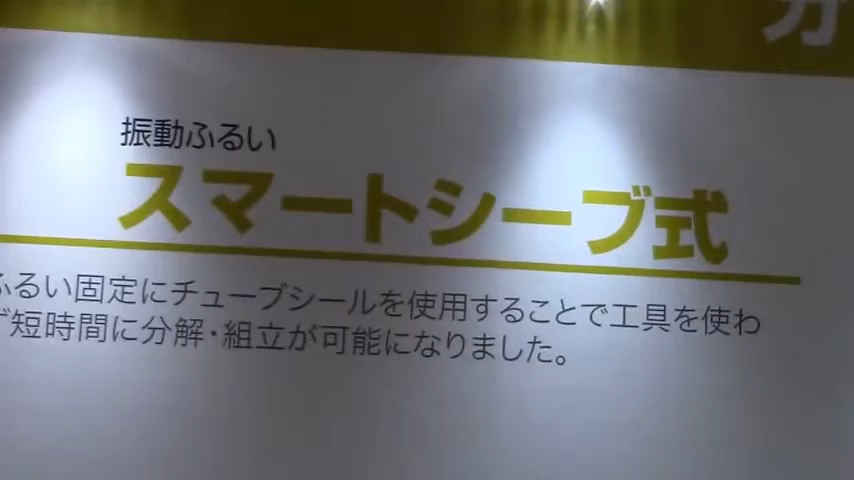 分
振動ふるい
スマートシーブ式
ふるい固定にチューブシールを使用することで工具を使わ
ず短時間に分解・組立が可能になりました。